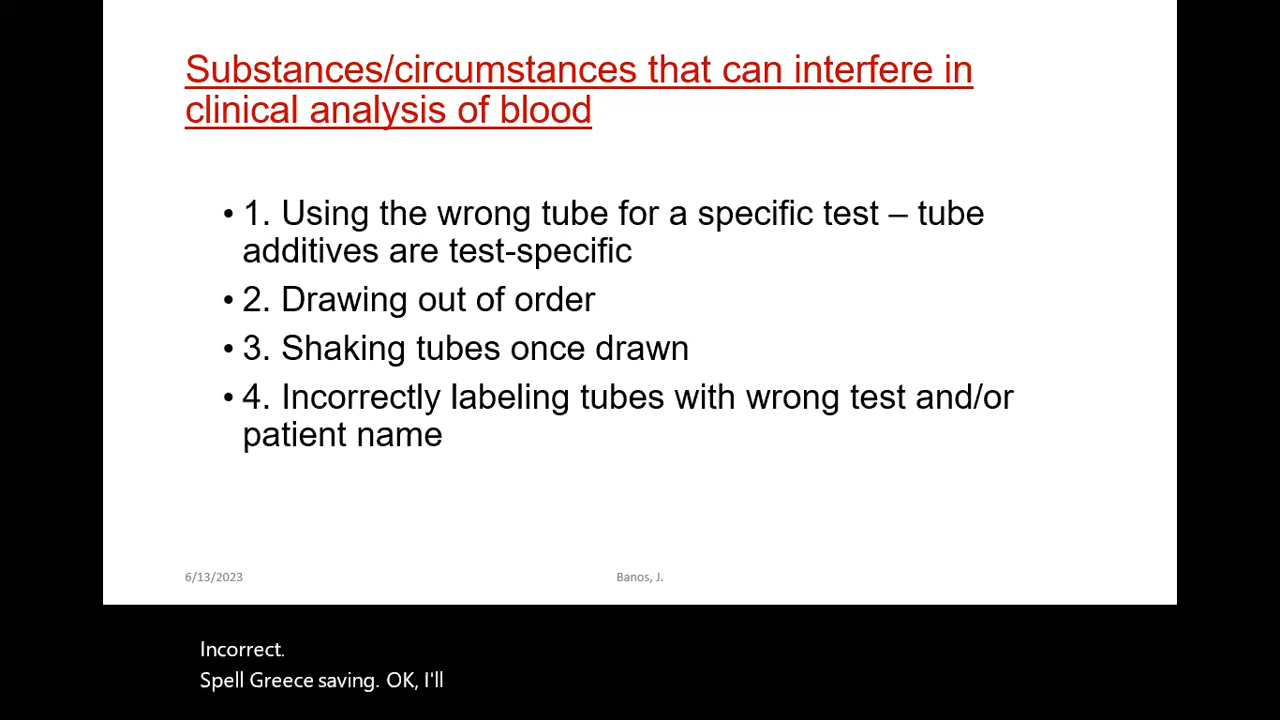 Substances/circumstances that can interfere in
clinical analysis of blood
• 1. Using the wrong tube for a specific test – tube
additives are test-specific
• 2. Drawing out of order
• 3. Shaking tubes once drawn
• 4. Incorrectly labeling tubes with wrong test and/or
patient name
6/13/2023
Banos, J.
Incorrect.
Spell Greece saving. OK, I'll